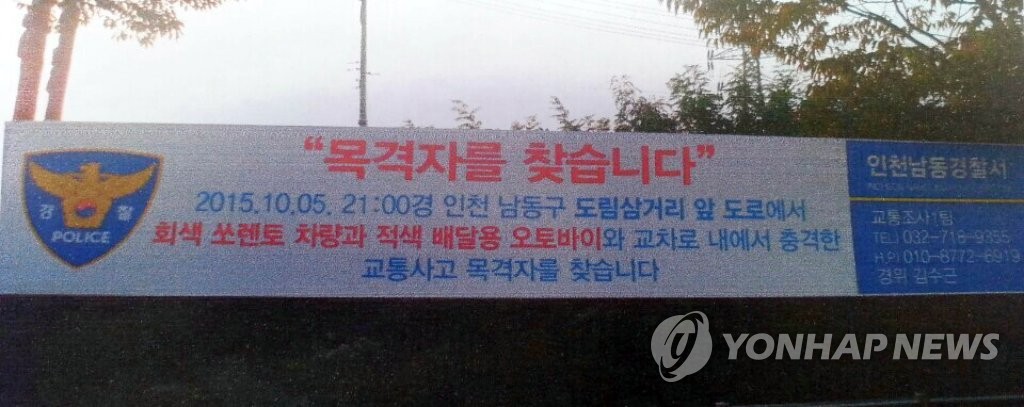 "목격자를 찾습니다"
2015.10.05. 21:00경 인천 남동구 도림삼거리 앞 도로에서
회색 쏘렌토 차량과 적색 배달용 오토바이와 교차로 내에서 충격한
교통사고 목격자를 찾습니다
경 찰
POLICE
인천남동경찰서
교통조사1팀
TEL) 032-718-9355
H.P) 010-8772-6919
경위 김수근
YONHAP NEWS